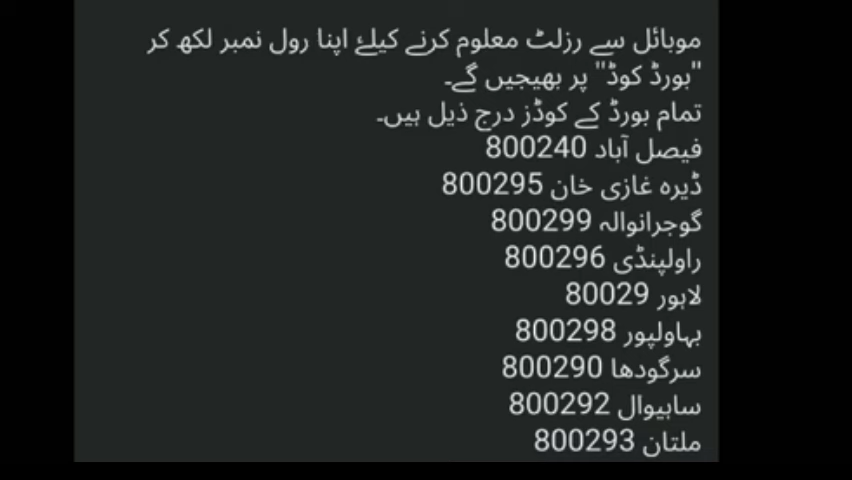 موبائل سے رزلٹ معلوم کرنے کیلۓ اپنا رول نمبر لکھ کر
"بورڈ کوڈ" پر بھیجیں گے۔
تمام بورڈ کے کوڈز درج ذیل ہیں۔
فیصل آباد 800240
ڈیرہ غازی خان 800295
گوجرانوالہ 800299
راولپنڈی 800296
لاہور 80029
بہاولپور 800298
سرگودھا 800290
ساہیوال 800292
ملتان 800293